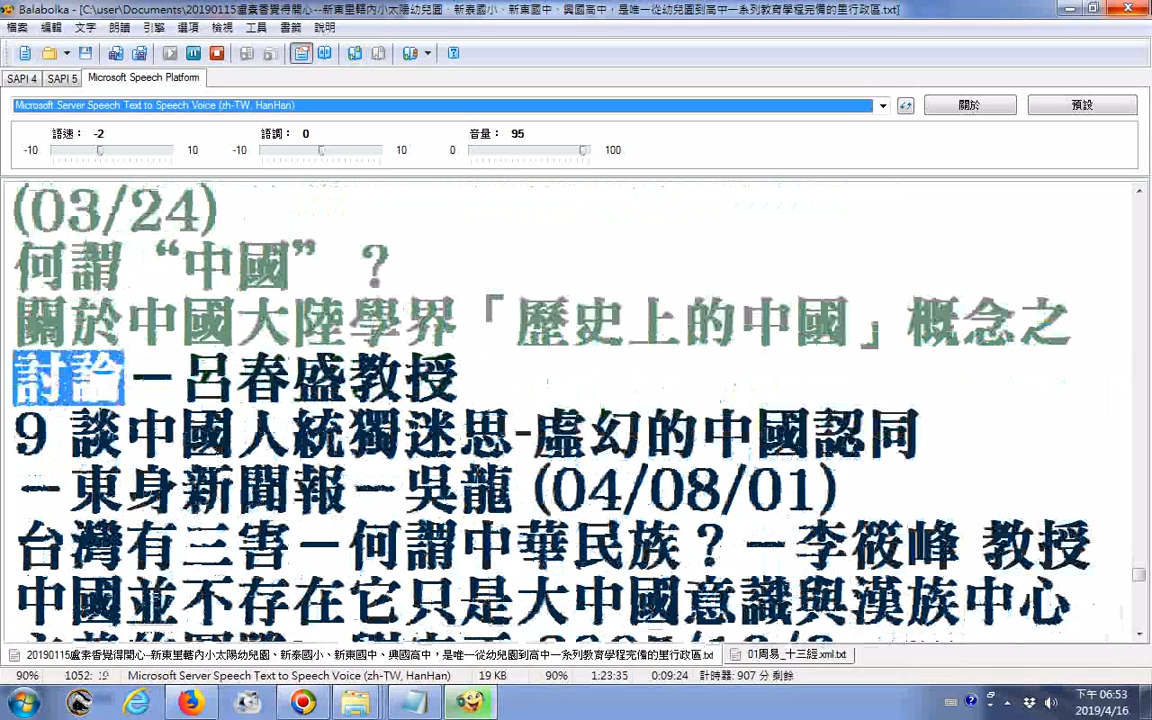 Balabolka - [C:\user\Documents\20190115盧素香覺得開心--新東里轄內小太陽幼兒園、新泰國小、新東國中、興國高中，是唯一從幼兒園到高中一系列教育學程完備的里行政區.txt]
檔案 編輯 文字 朗讀 引擎 選項 檢視 工具 書籤 說明
SAPI 4 SAPI 5 Microsoft Speech Platform
Microsoft Server Speech Text to Speech Voice (zh-TW, HanHan) 關於 預設
語速： -2 語調： 0 音量： 95
-10 10 -10 10 0 100
(03/24)
何謂“中國”？
關於中國大陸學界「歷史上的中國」概念之
討論－呂春盛教授
9 談中國人統獨迷思-虛幻的中國認同
－東身新聞報－吳龍 (04/08/01)
台灣有三害－何謂中華民族？－李筱峰 教授
中國並不存在它只是大中國意識與漢族中心
20190115盧素香覺得開心--新東里轄內小太陽幼兒園、新泰國小、新東國中、興國高中，是唯一從幼兒園到高中一系列教育學程完備的里行政區.txt 01周易_十三經.xml.txt
90% 1052: Microsoft Server Speech Text to Speech Voice (zh-TW, HanHan) 19 KB 90% 1:23:35 0:09:24 計時器: 907 分 剩餘
下午 06:53
2019/4/16